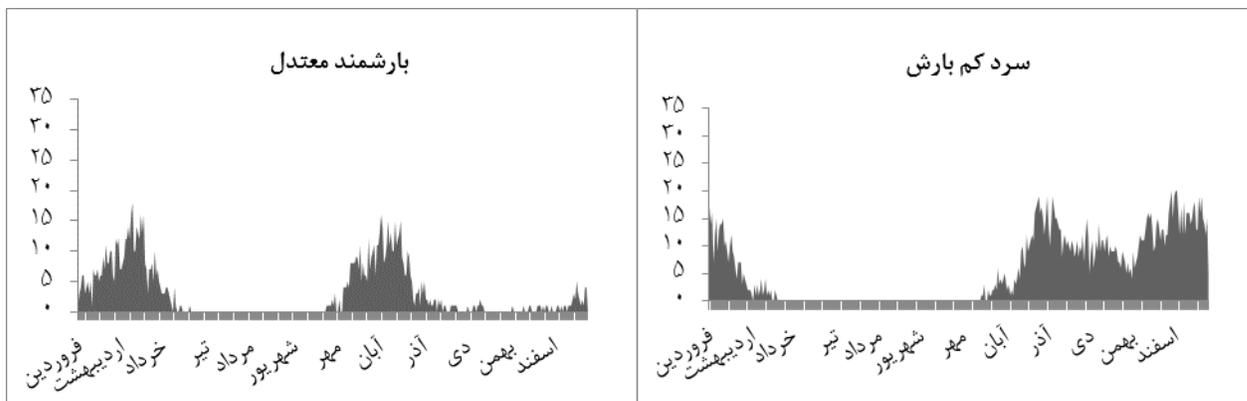 سرد کم بارش
۳۵
۳۰
۲۵
۲۰
۱۵
۱۰
۵
۰
فروردین
اردیبهشت
خرداد
تیر
مرداد
شهریور
مهر
آبان
آذر
دی
بهمن
اسفند
بارشمند معتدل
۳۵
۳۰
۲۵
۲۰
۱۵
۱۰
۵
۰
فروردین
اردیبهشت
خرداد
تیر
مرداد
شهریور
مهر
آبان
آذر
دی
بهمن
اسفند